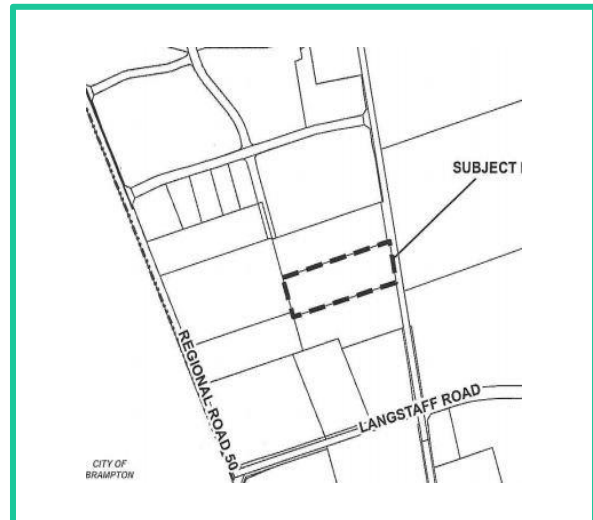 SUBJECT
REGIONAL ROAD 50
LANGSTAFF ROAD
CITY OF
BRAMPTON